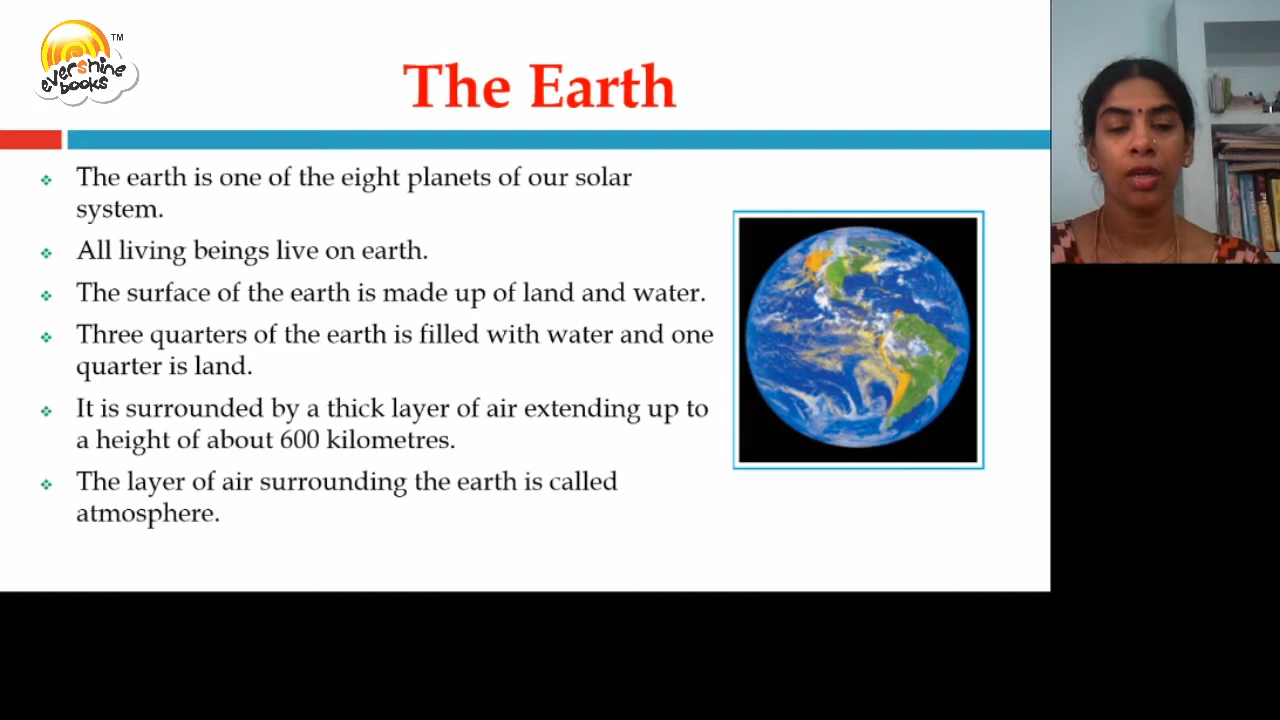 evershine
books
TM
The Earth
The earth is one of the eight planets of our solar
system.
All living beings live on earth.
The surface of the earth is made up of land and water.
Three quarters of the earth is filled with water and one
quarter is land.
It is surrounded by a thick layer of air extending up to
a height of about 600 kilometres.
The layer of air surrounding the earth is called
atmosphere.